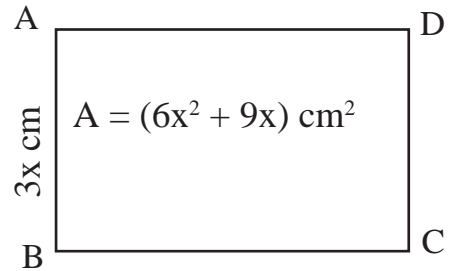 A
D
A = (6x² + 9x) cm²
3x cm
B
C